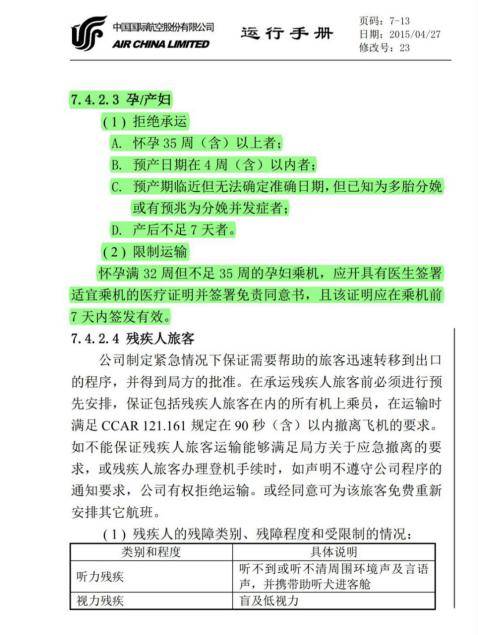 中国国际航空股份有限公司
AIR CHINA LIMITED
运行手册
页码：7-13
日期：2015/04/27
修改号：23
7.4.2.3 孕/产妇
(1) 拒绝承运
A. 怀孕 35 周（含）以上者；
B. 预产日期在 4 周（含）以内者；
C. 预产期临近但无法确定准确日期，但已知为多胎分娩
或有预兆为分娩并发症者；
D. 产后不足 7 天者。
(2) 限制运输
怀孕满 32 周但不足 35 周的孕妇乘机，应开具有医生签署
适宜乘机的医疗证明并签署免责同意书，且该证明应在乘机前
7 天内签发有效。
7.4.2.4 残疾人旅客
公司制定紧急情况下保证需要帮助的旅客迅速转移到出口
的程序，并得到局方的批准。在承运残疾人旅客前必须进行预
先安排，保证包括残疾人旅客在内的所有机上乘员，在运输时
满足 CCAR 121.161 规定在 90 秒（含）以内撤离飞机的要求。
如不能保证残疾人旅客运输能够满足局方关于应急撤离的要
求，或残疾人旅客办理登机手续时，如声明不遵守公司程序的
通知要求，公司有权拒绝运输。或经同意可为该旅客免费重新
安排其它航班。
(1) 残疾人的残障类别、残障程度和受限制的情况：
类别和程度 具体说明
听力残疾 听不到或听不清周围环境声及言语
声，并携带助听犬进客舱
视力残疾 盲及低视力